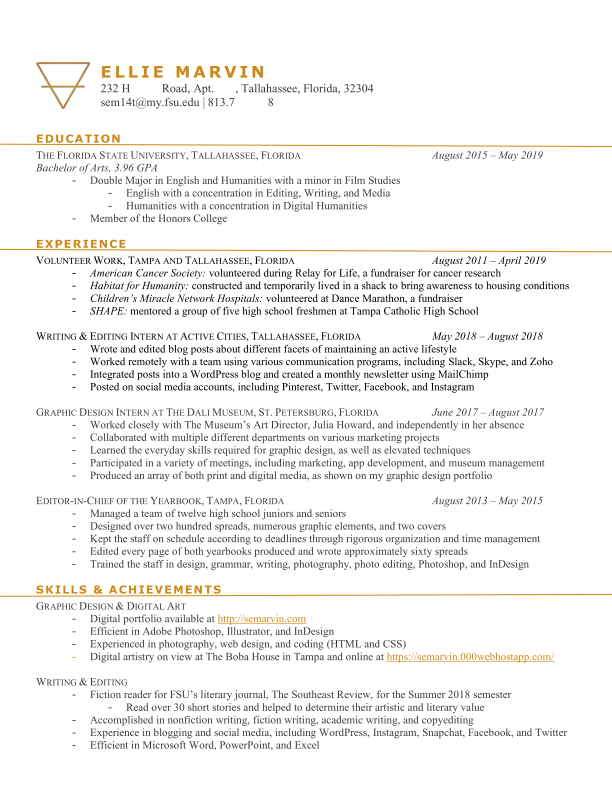 ELLIE MARVIN
232 H Road, Apt. , Tallahassee, Florida, 32304
sem14t@my.fsu.edu | 813.7 8
EDUCATION
THE FLORIDA STATE UNIVERSITY, TALLAHASSEE, FLORIDA August 2015 – May 2019
Bachelor of Arts, 3.96 GPA
- Double Major in English and Humanities with a minor in Film Studies
- English with a concentration in Editing, Writing, and Media
- Humanities with a concentration in Digital Humanities
- Member of the Honors College
EXPERIENCE
VOLUNTEER WORK, TAMPA AND TALLAHASSEE, FLORIDA August 2011 – April 2019
- American Cancer Society: volunteered during Relay for Life, a fundraiser for cancer research
- Habitat for Humanity: constructed and temporarily lived in a shack to bring awareness to housing conditions
- Children's Miracle Network Hospitals: volunteered at Dance Marathon, a fundraiser
- SHAPE: mentored a group of five high school freshmen at Tampa Catholic High School
WRITING & EDITING INTERN AT ACTIVE CITIES, TALLAHASSEE, FLORIDA May 2018 – August 2018
- Wrote and edited blog posts about different facets of maintaining an active lifestyle
- Worked remotely with a team using various communication programs, including Slack, Skype, and Zoho
- Integrated posts into a WordPress blog and created a monthly newsletter using MailChimp
- Posted on social media accounts, including Pinterest, Twitter, Facebook, and Instagram
GRAPHIC DESIGN INTERN AT THE DALI MUSEUM, ST. PETERSBURG, FLORIDA June 2017 – August 2017
- Worked closely with The Museum's Art Director, Julia Howard, and independently in her absence
- Collaborated with multiple different departments on various marketing projects
- Learned the everyday skills required for graphic design, as well as elevated techniques
- Participated in a variety of meetings, including marketing, app development, and museum management
- Produced an array of both print and digital media, as shown on my graphic design portfolio
EDITOR-IN-CHIEF OF THE YEARBOOK, TAMPA, FLORIDA August 2013 – May 2015
- Managed a team of twelve high school juniors and seniors
- Designed over two hundred spreads, numerous graphic elements, and two covers
- Kept the staff on schedule according to deadlines through rigorous organization and time management
- Edited every page of both yearbooks produced and wrote approximately sixty spreads
- Trained the staff in design, grammar, writing, photography, photo editing, Photoshop, and InDesign
SKILLS & ACHIEVEMENTS
GRAPHIC DESIGN & DIGITAL ART
- Digital portfolio available at http://semarvin.com
- Efficient in Adobe Photoshop, Illustrator, and InDesign
- Experienced in photography, web design, and coding (HTML and CSS)
- Digital artistry on view at The Boba House in Tampa and online at https://semarvin.000webhostapp.com/
WRITING & EDITING
- Fiction reader for FSU's literary journal, The Southeast Review, for the Summer 2018 semester
- Read over 30 short stories and helped to determine their artistic and literary value
- Accomplished in nonfiction writing, fiction writing, academic writing, and copyediting
- Experience in blogging and social media, including WordPress, Instagram, Snapchat, Facebook, and Twitter
- Efficient in Microsoft Word, PowerPoint, and Excel